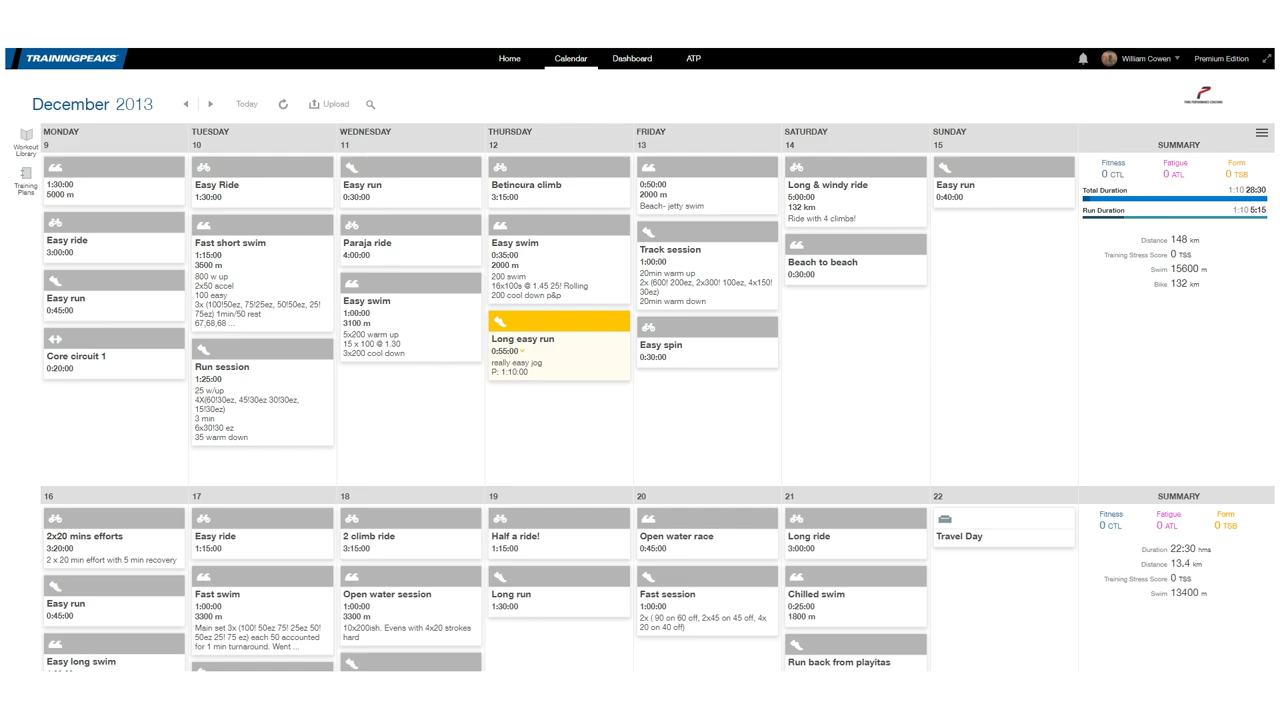 TRAININGPEAKS
Home
Calendar
Dashboard
ATP
William Cowen
Premium Edition
December 2013
Today
Upload
PURE PERFORMANCE COACHING
Workout
Library
Training
Plans
MONDAY
TUESDAY
WEDNESDAY
THURSDAY
FRIDAY
SATURDAY
SUNDAY
9
1:30:00
5000 m
Easy ride
3:00:00
Easy run
0:45:00
Core circuit 1
0:20:00
10
Easy Ride
1:30:00
Fast short swim
1:15:00
3500 m
800 w up
2x50 accel
100 easy
3x (100!50ez, 75!25ez, 50!50ez, 25!
75ez) 1min/50 rest
67,68,68 ...
Run session
1:25:00
25 w/up
4X(60!30ez, 45!30ez 30!30ez,
15!30ez)
3 min
6x30!30 ez
35 warm down
11
Easy run
0:30:00
Paraja ride
4:00:00
Easy swim
1:00:00
3100 m
5x200 warm up
15 x 100 @ 1.30
3x200 cool down
12
Betincura climb
3:15:00
Easy swim
0:35:00
2000 m
200 swim
16x100s @ 1.45 25! Rolling
200 cool down p&p
Long easy run
0:55:00
really easy jog
P: 1:10:00
13
0:50:00
2000 m
Beach- jetty swim
Track session
1:00:00
20min warm up
2x (600! 200ez, 2x300! 100ez, 4x150!
30ez)
20min warm down
Easy spin
0:30:00
14
Long & windy ride
5:00:00
132 km
Ride with 4 climbs!
Beach to beach
0:30:00
15
Easy run
0:40:00
SUMMARY
Fitness
Fatigue
Form
0 CTL
0 ATL
0 TSB
Total Duration 1:10 28:30
Run Duration 1:10 5:15
Distance 148 km
Training Stress Score 0 TSS
Swim 15600 m
Bike 132 km
16
2x20 mins efforts
3:20:00
2 x 20 min effort with 5 min recovery
Easy run
0:45:00
Easy long swim
17
Easy ride
1:15:00
Fast swim
1:00:00
3300 m
Main set 3x (100! 50ez 75! 25ez 50!
50ez 25! 75 ez) each 50 accounted
for 1 min turnaround. Went ...
18
2 climb ride
3:15:00
Open water session
1:00:00
3300 m
10x200ish. Evens with 4x20 strokes
hard
19
Half a ride!
1:15:00
Long run
1:30:00
20
Open water race
0:45:00
Fast session
1:00:00
2x ( 90 on 60 off, 2x45 on 45 off, 4x
20 on 40 off)
21
Long ride
3:00:00
Chilled swim
0:25:00
1800 m
Run back from playitas
22
Travel Day
SUMMARY
Fitness
Fatigue
Form
0 CTL
0 ATL
0 TSB
Duration 22:30 hms
Distance 13.4 km
Training Stress Score 0 TSS
Swim 13400 m